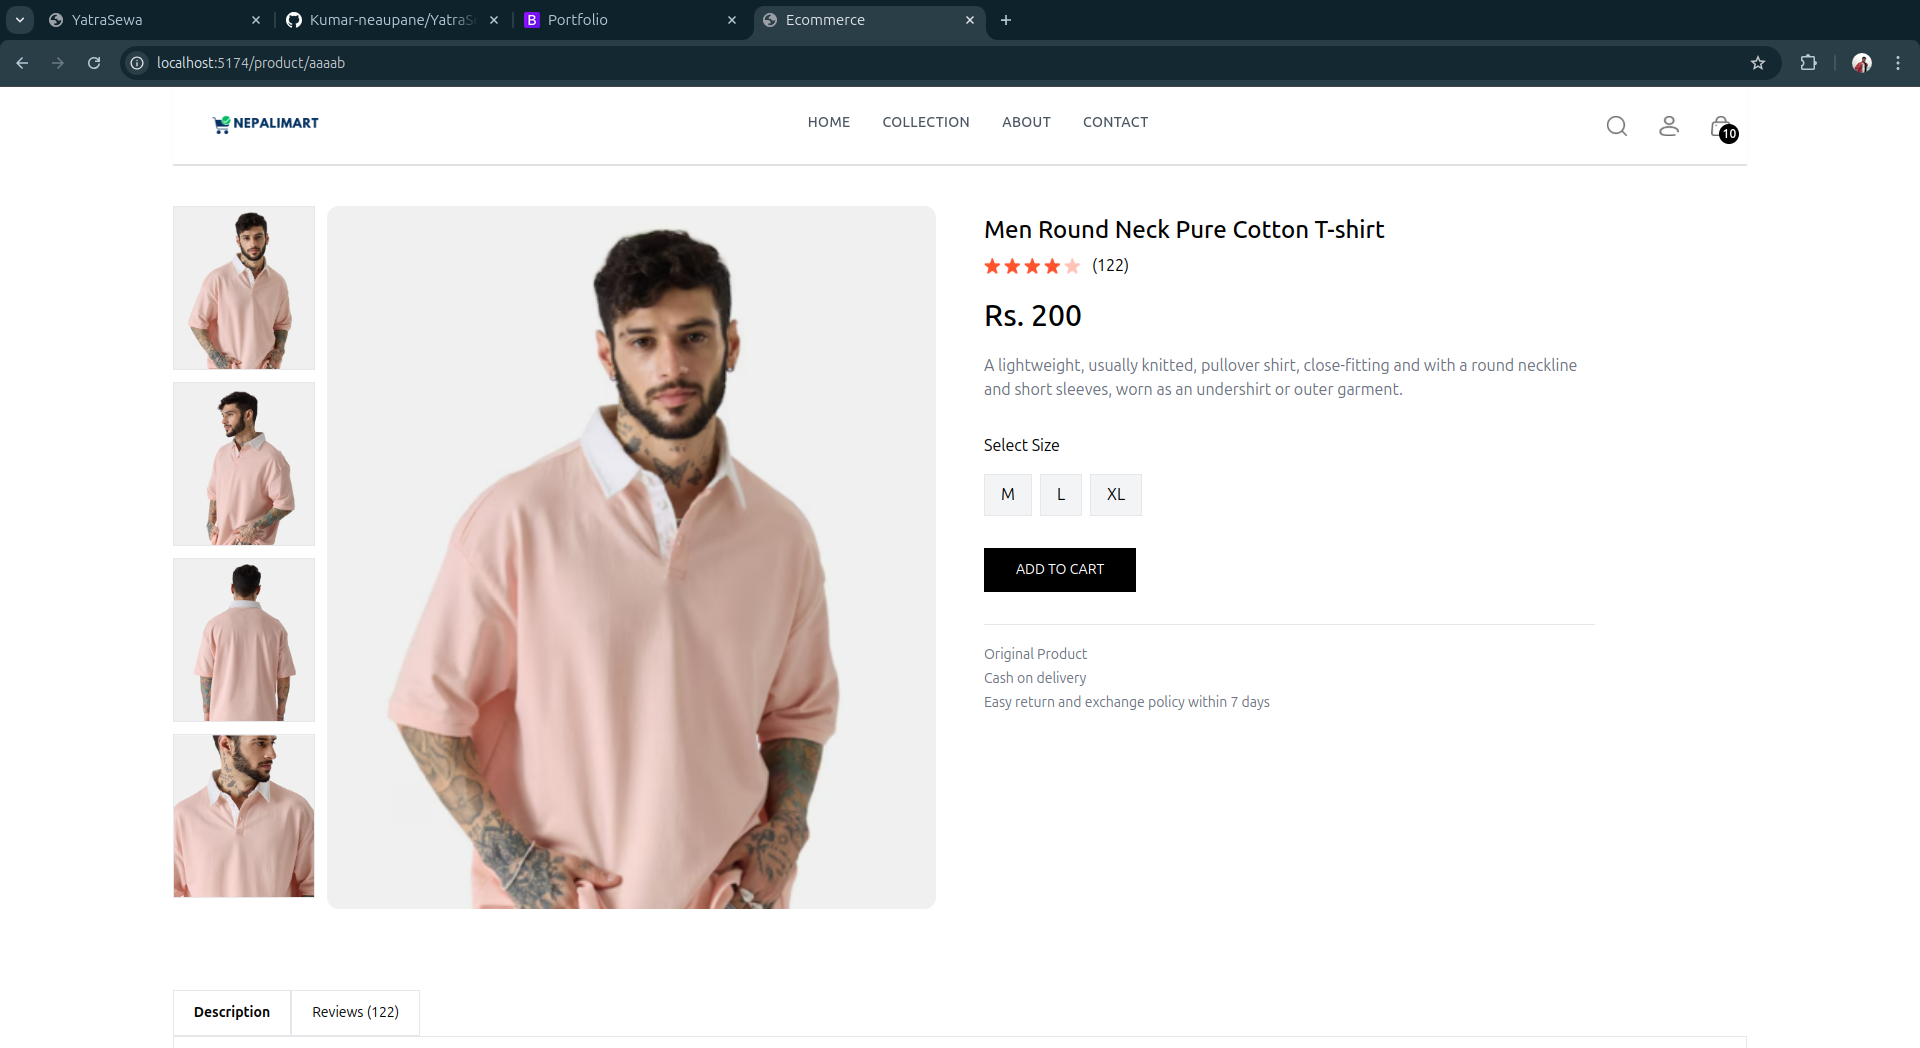 YatraSewa
Kumar-neaupane/YatraS
B Portfolio
Ecommerce
localhost:5174/product/aaaab
NEPALIMART
HOME COLLECTION ABOUT CONTACT
10
Men Round Neck Pure Cotton T-shirt
(122)
Rs. 200
A lightweight, usually knitted, pullover shirt, close-fitting and with a round neckline
and short sleeves, worn as an undershirt or outer garment.
Select Size
M L XL
ADD TO CART
Original Product
Cash on delivery
Easy return and exchange policy within 7 days
Description Reviews (122)